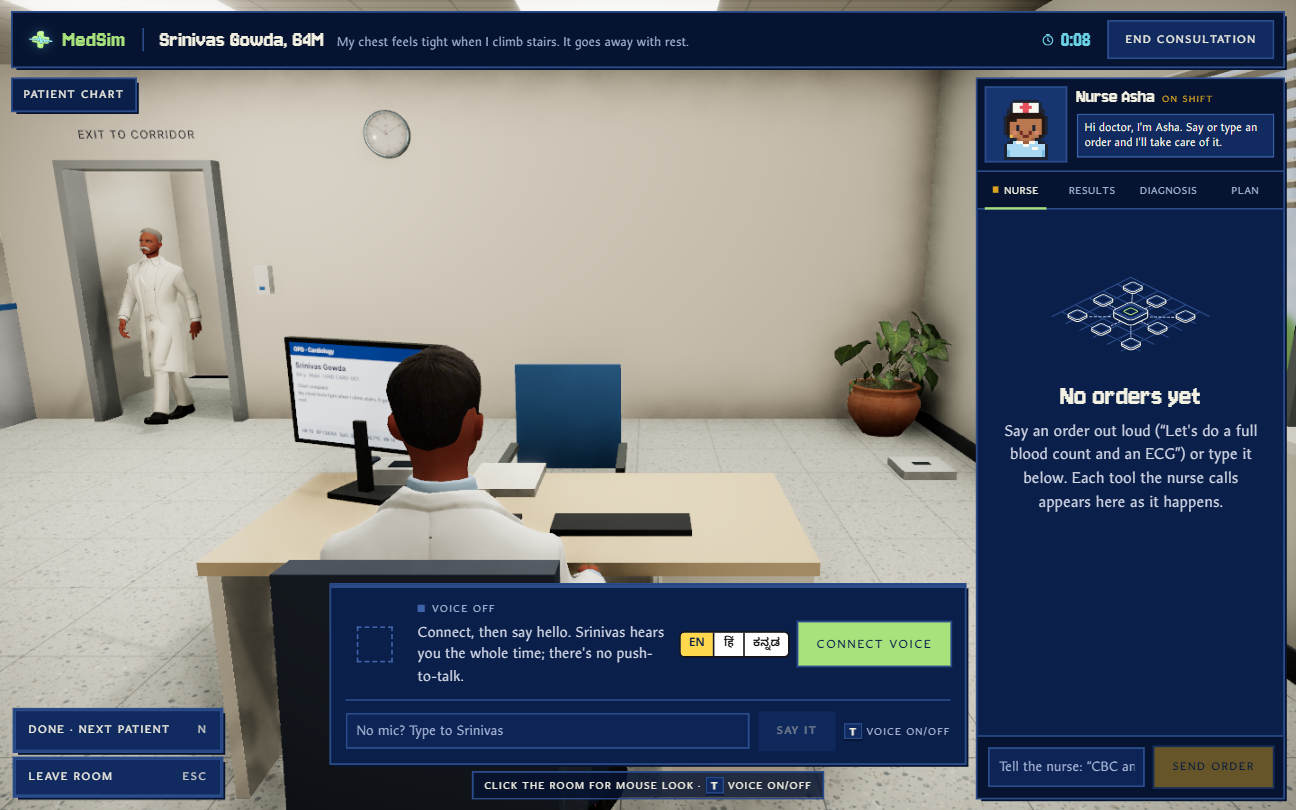 MedSim
Srinivas Gowda, 64M
My chest feels tight when I climb stairs. It goes away with rest.
0:08
END CONSULTATION
PATIENT CHART
EXIT TO CORRIDOR
OPD - Cardiology
Srinivas Gowda
Nurse Asha
ON SHIFT
Hi doctor, I'm Asha. Say or type an
order and I'll take care of it.
NURSE
RESULTS
DIAGNOSIS
PLAN
No orders yet
Say an order out loud ("Let's do a full
blood count and an ECG") or type it
below. Each tool the nurse calls
appears here as it happens.
VOICE OFF
Connect, then say hello. Srinivas hears
you the whole time; there's no push-
to-talk.
EN
हिं
ಕನ್ನಡ
CONNECT VOICE
No mic? Type to Srinivas
SAY IT
T VOICE ON/OFF
DONE · NEXT PATIENT N
LEAVE ROOM ESC
CLICK THE ROOM FOR MOUSE LOOK · T VOICE ON/OFF
Tell the nurse: "CBC an
SEND ORDER